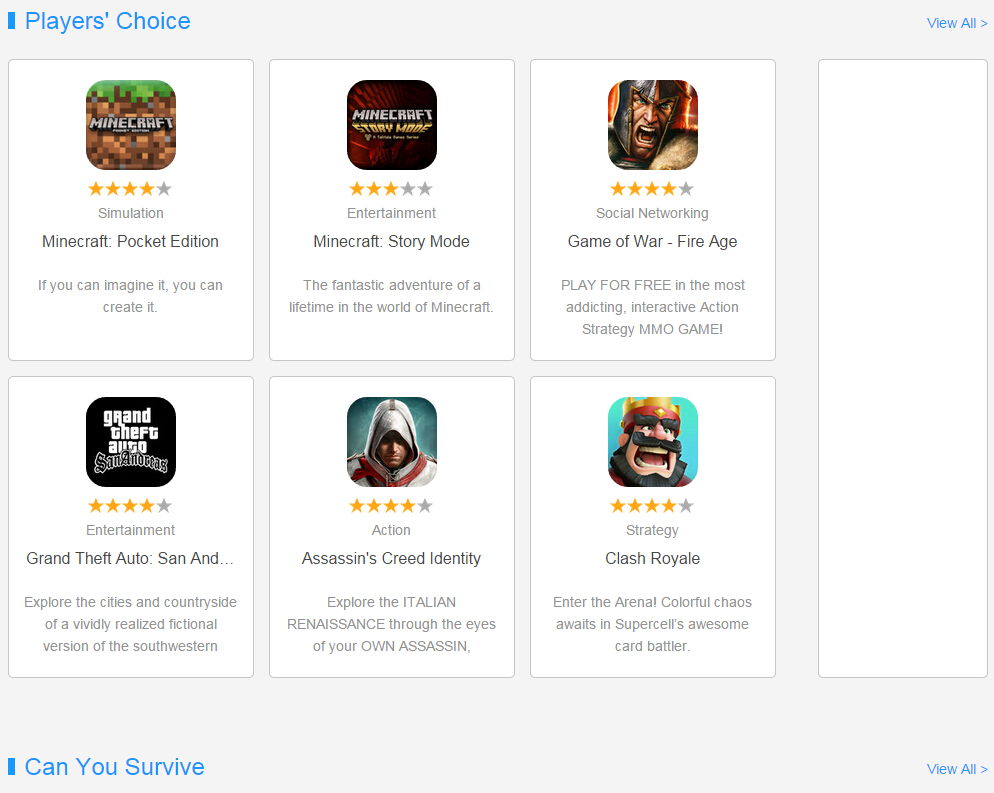 Players' Choice
View All >
MINECRAFT
POCKET EDITION
Simulation
Minecraft: Pocket Edition
If you can imagine it, you can
create it.
MINECRAFT
STORY MODE
A Telltale Games Series
Entertainment
Minecraft: Story Mode
The fantastic adventure of a
lifetime in the world of Minecraft.
Social Networking
Game of War - Fire Age
PLAY FOR FREE in the most
addicting, interactive Action
Strategy MMO GAME!
grand
theft
auto
San Andreas
Entertainment
Grand Theft Auto: San And...
Explore the cities and countryside
of a vividly realized fictional
version of the southwestern
Action
Assassin's Creed Identity
Explore the ITALIAN
RENAISSANCE through the eyes
of your OWN ASSASSIN,
Strategy
Clash Royale
Enter the Arena! Colorful chaos
awaits in Supercell's awesome
card battler.
Can You Survive
View All >